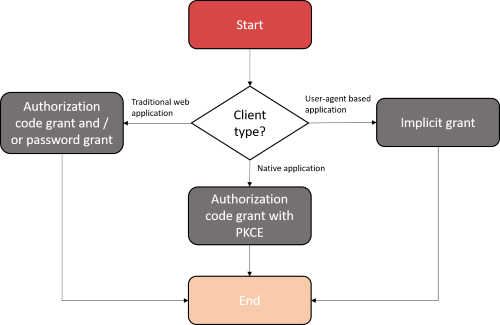 Start
Traditional web
application
User-agent based
application
Authorization
code grant and /
or password grant
Client
type?
Implicit grant
Native application
Authorization
code grant with
PKCE
End